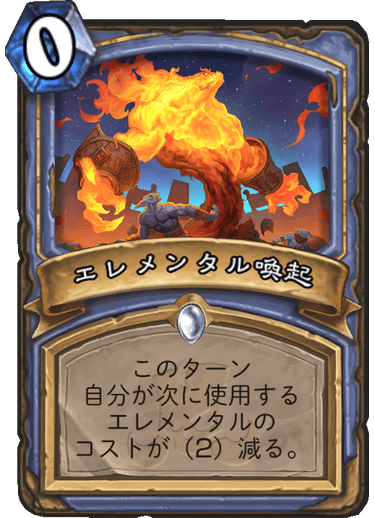 0
エレメンタル喚起
このターン
自分が次に使用する
エレメンタルの
コストが（2）減る。